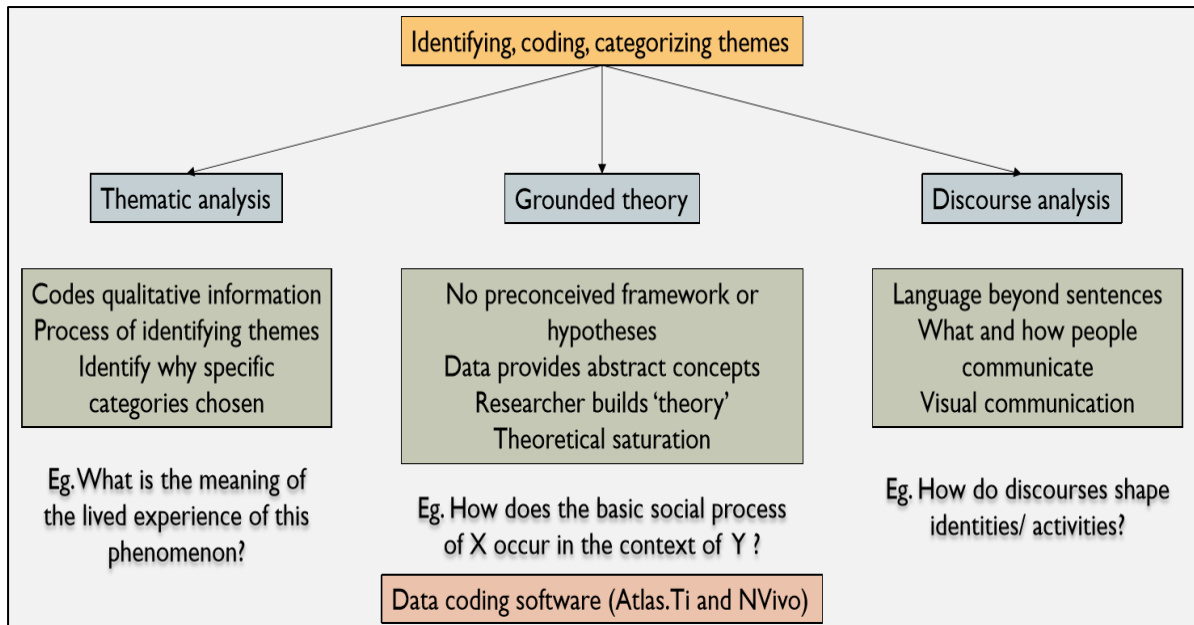 Identifying, coding, categorizing themes
Thematic analysis
Grounded theory
Discourse analysis
Codes qualitative information
Process of identifying themes
Identify why specific
categories chosen
No preconceived framework or
hypotheses
Data provides abstract concepts
Researcher builds ‘theory’
Theoretical saturation
Language beyond sentences
What and how people
communicate
Visual communication
Eg. What is the meaning of
the lived experience of this
phenomenon?
Eg. How does the basic social process
of X occur in the context of Y ?
Eg. How do discourses shape
identities/ activities?
Data coding software (Atlas.Ti and NVivo)